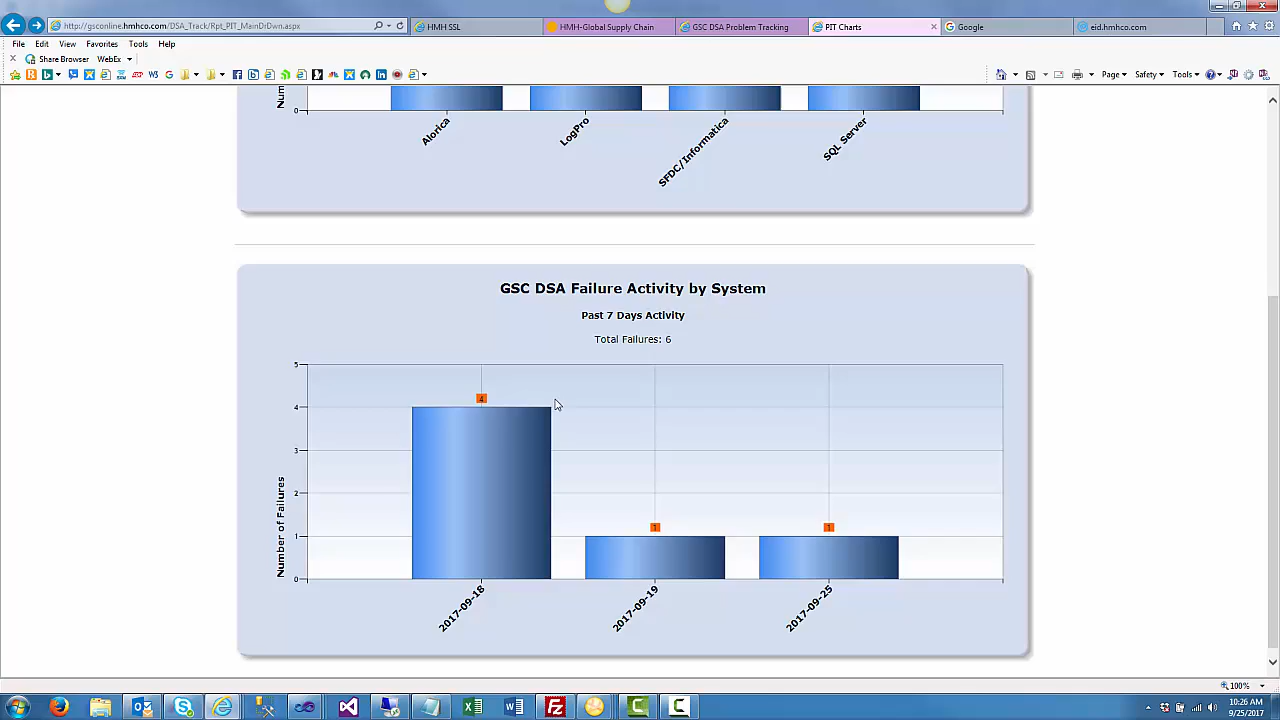 http://gsconline.hmhco.com/DSA_Track/Rpt_PIT_MainDrDwn.aspx
HMH SSL
HMH-Global Supply Chain
GSC DSA Problem Tracking
PIT Charts
Google
eid.hmhco.com
File Edit View Favorites Tools Help
Share Browser WebEx
Page Safety Tools
0
Alorica
LogPro
SFDC/Informatica
SQL Server
GSC DSA Failure Activity by System
Past 7 Days Activity
Total Failures: 6
Number of Failures
5
4
4
3
2
1 1
1
0
2017-09-18
2017-09-19
2017-09-25
100%
10:26 AM
9/25/2017